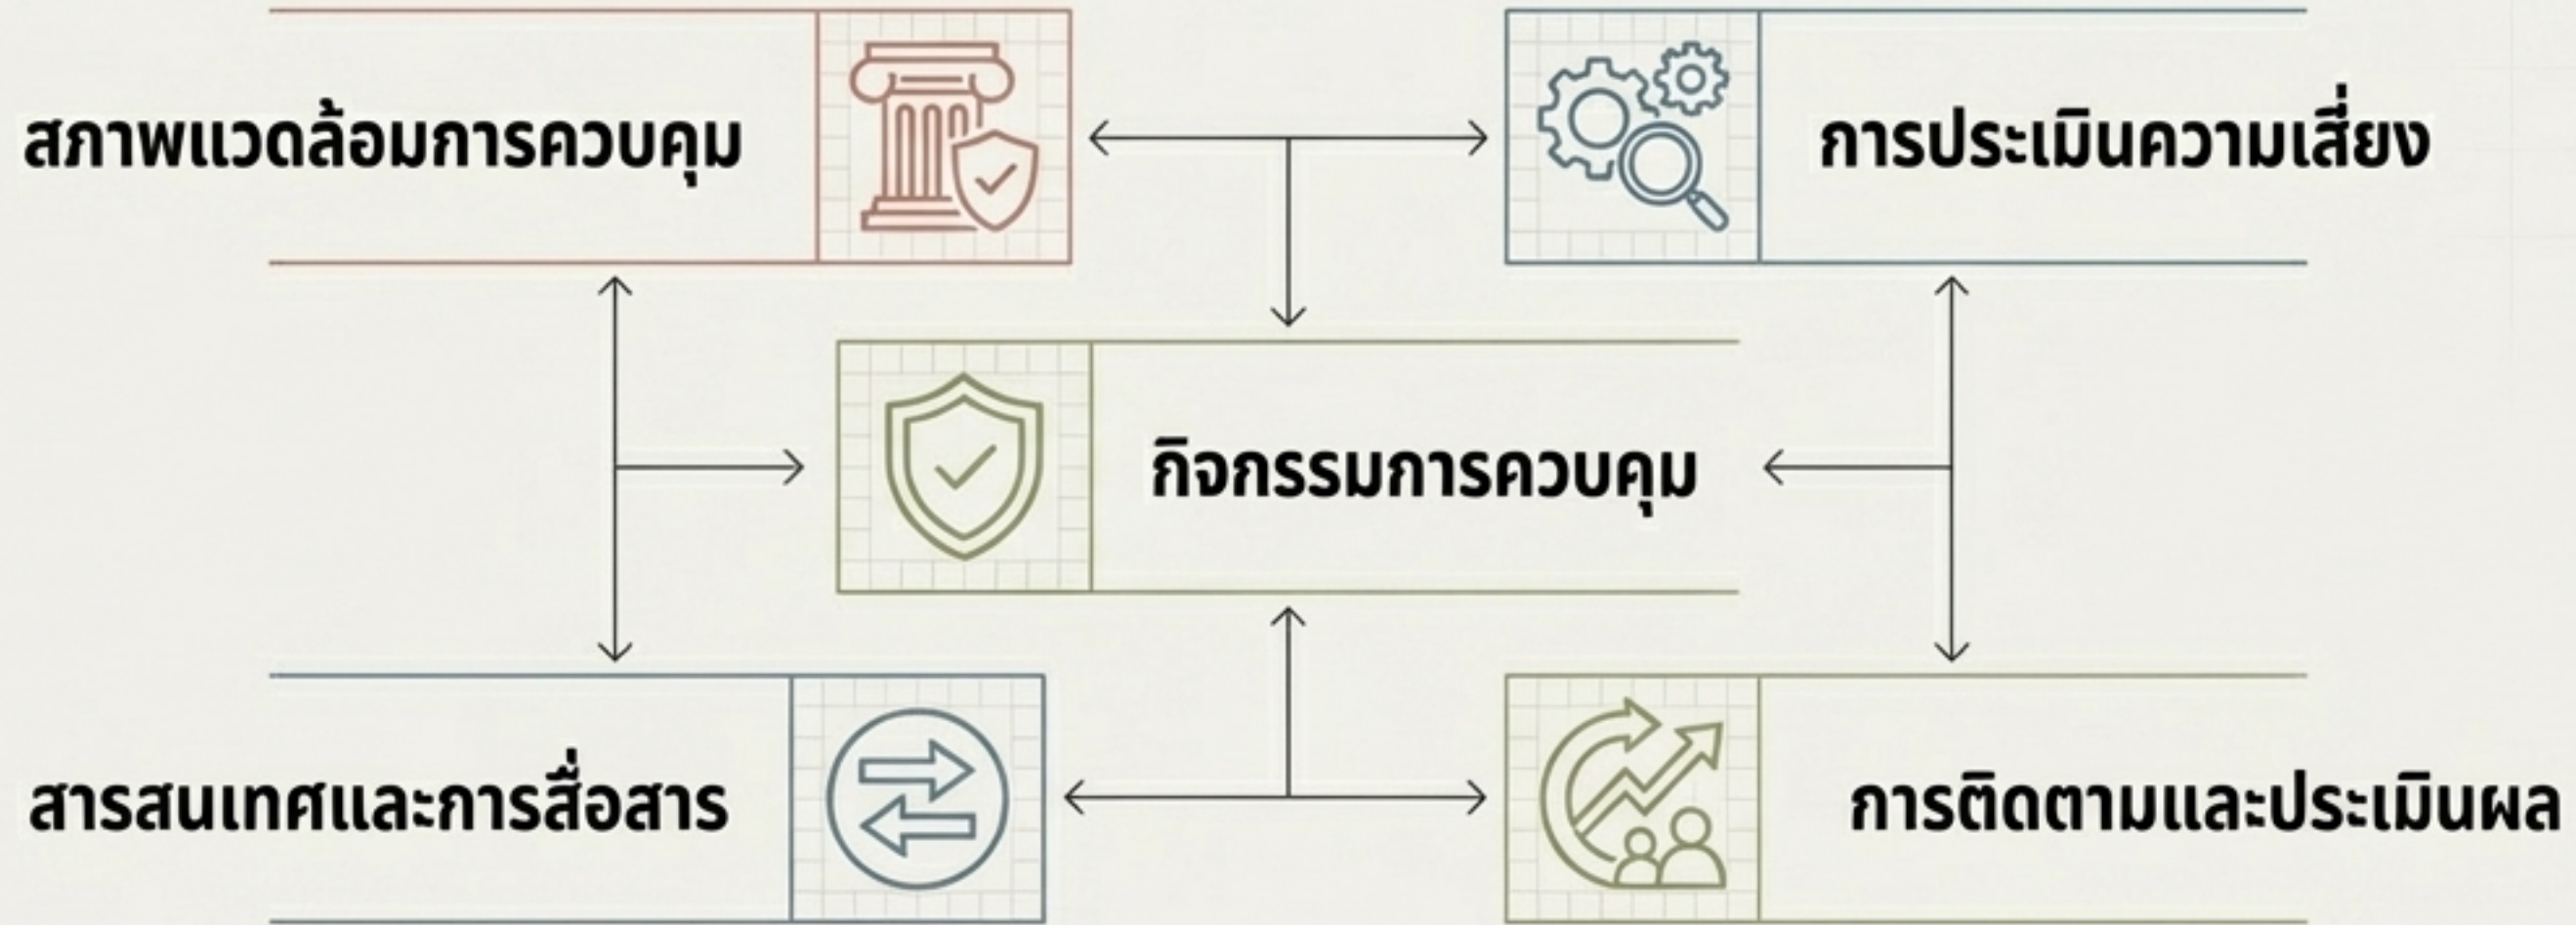 สภาพแวดล้อมการควบคุม
การประเมินความเสี่ยง
กิจกรรมการควบคุม
สารสนเทศและการสื่อสาร
การติดตามและประเมินผล